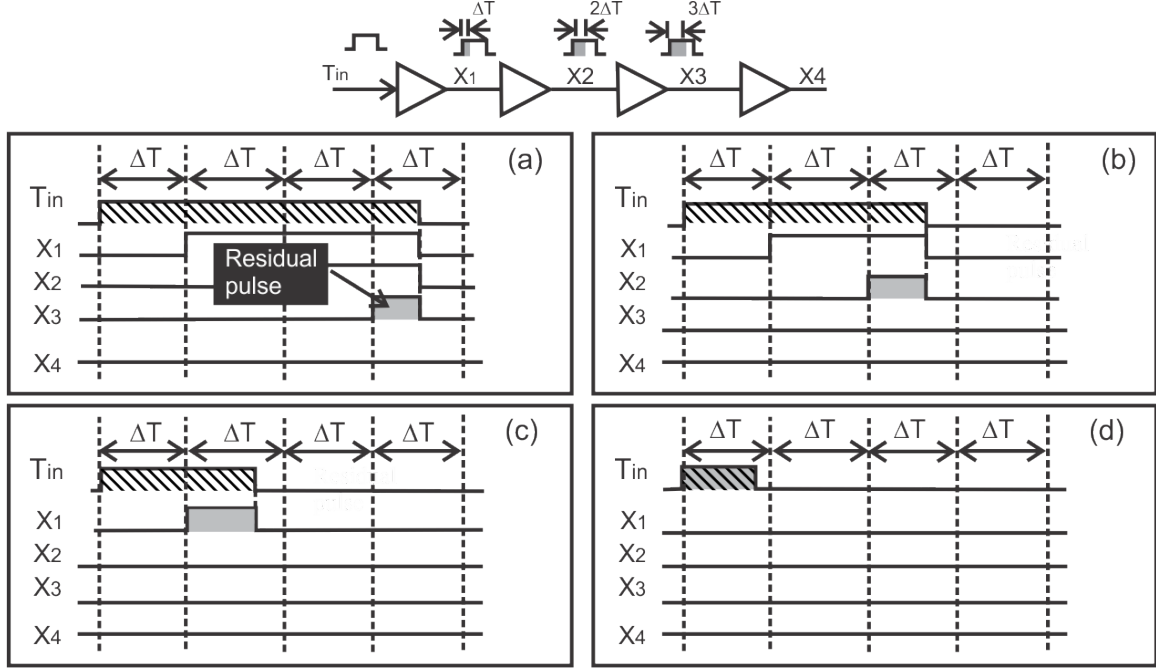 ΔT 2ΔT 3ΔT
Tin X1 X2 X3 X4
ΔT ΔT ΔT ΔT (a)
Tin
X1
Residual
pulse
X2
X3
X4
ΔT ΔT ΔT ΔT (b)
Tin
X1
X2
X3
X4
ΔT ΔT ΔT ΔT (c)
Tin
X1
X2
X3
X4
ΔT ΔT ΔT ΔT (d)
Tin
X1
X2
X3
X4